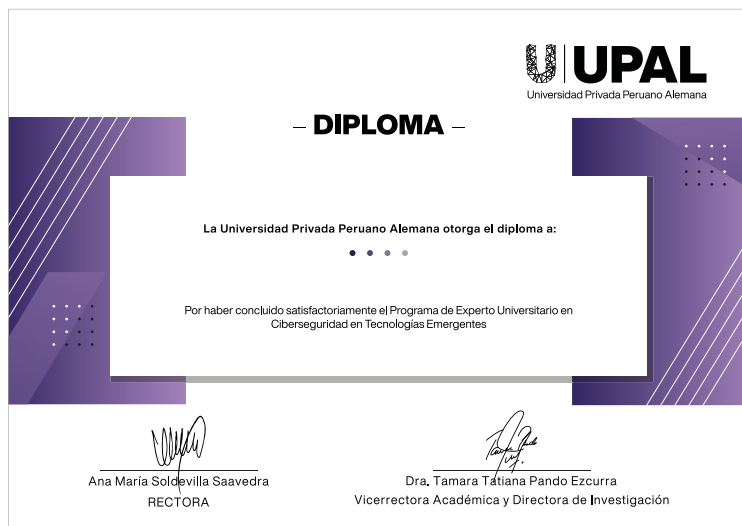 UPAL
Universidad Privada Peruano Alemana
– DIPLOMA –
La Universidad Privada Peruano Alemana otorga el diploma a:
Por haber concluido satisfactoriamente el Programa de Experto Universitario en
Ciberseguridad en Tecnologías Emergentes
Ana María Soldevilla Saavedra
RECTORA
Dra. Tamara Tatiana Pando Ezcurra
Vicerrectora Académica y Directora de Investigación